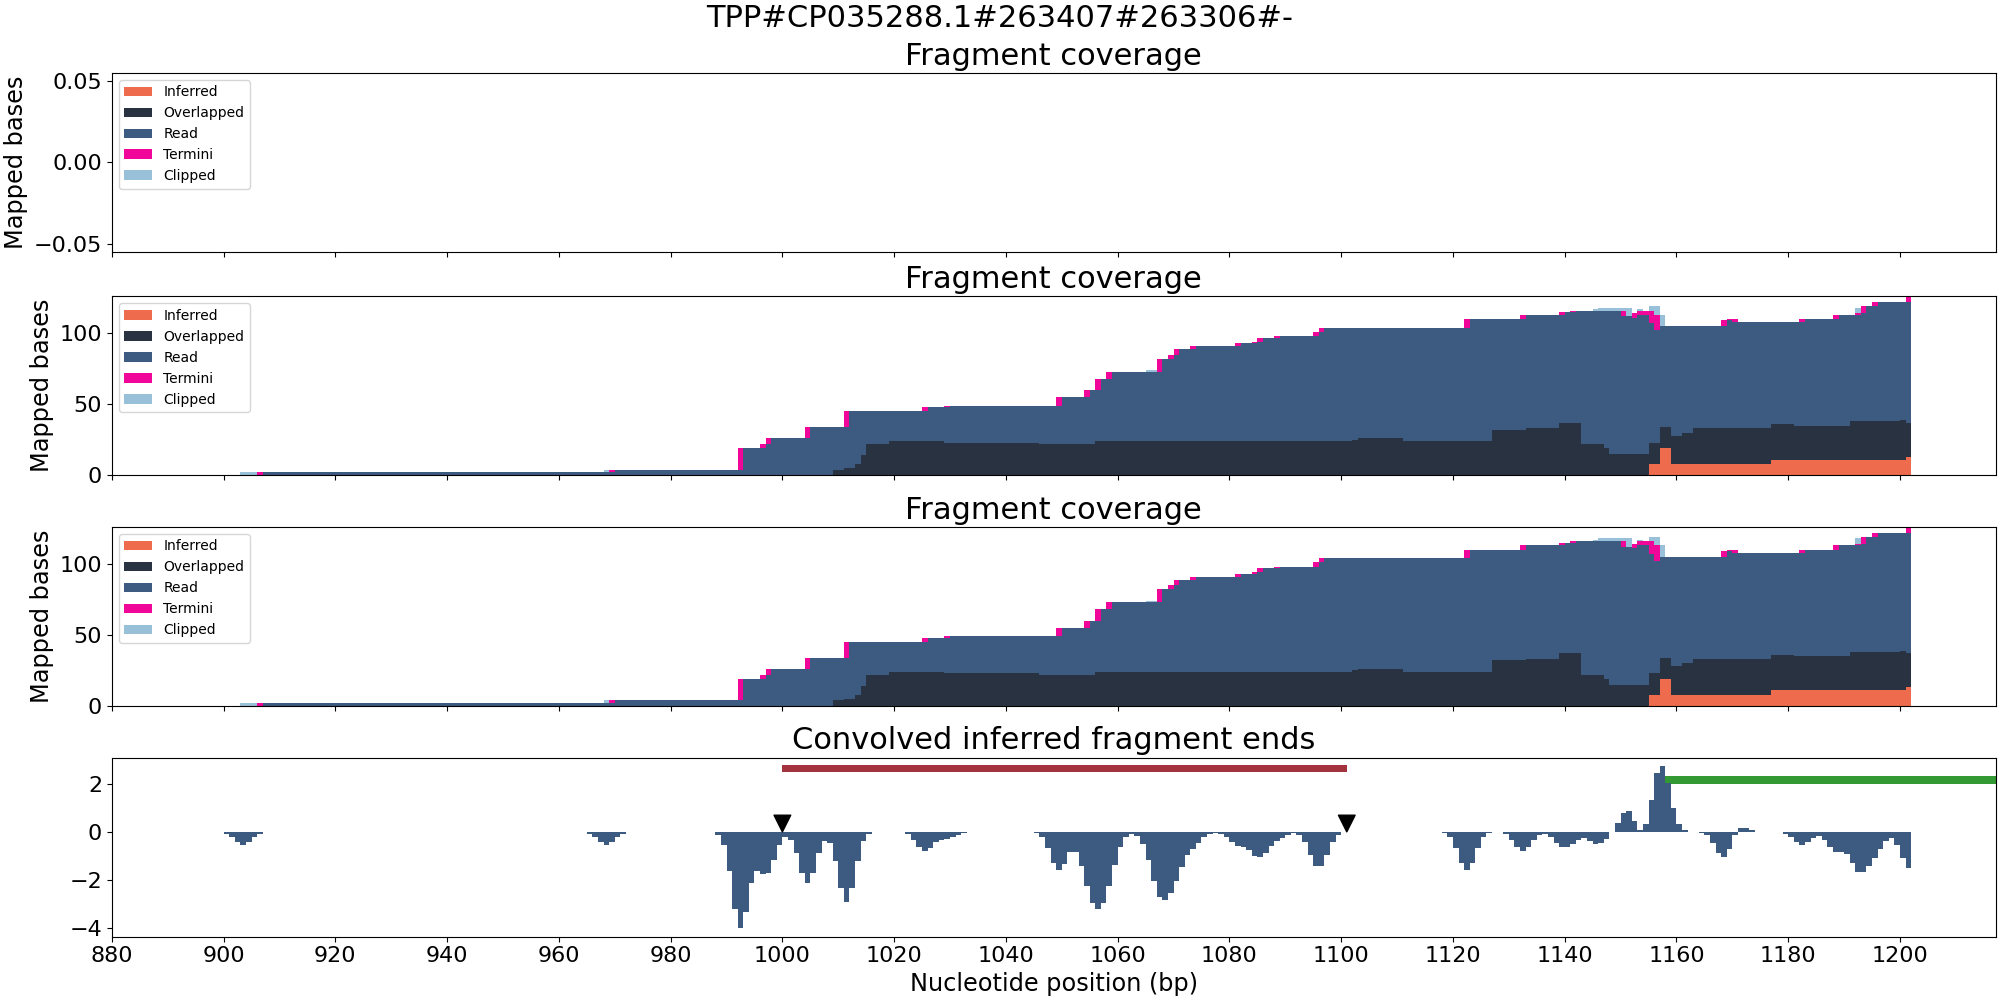 TPP#CP035288.1#263407#263306#-
Fragment coverage
Mapped bases
0.05
0.00
−0.05
Inferred
Overlapped
Read
Termini
Clipped
Fragment coverage
Mapped bases
100
50
0
Inferred
Overlapped
Read
Termini
Clipped
Fragment coverage
Mapped bases
100
50
0
Inferred
Overlapped
Read
Termini
Clipped
Convolved inferred fragment ends
2
0
−2
−4
880 900 920 940 960 980 1000 1020 1040 1060 1080 1100 1120 1140 1160 1180 1200
Nucleotide position (bp)